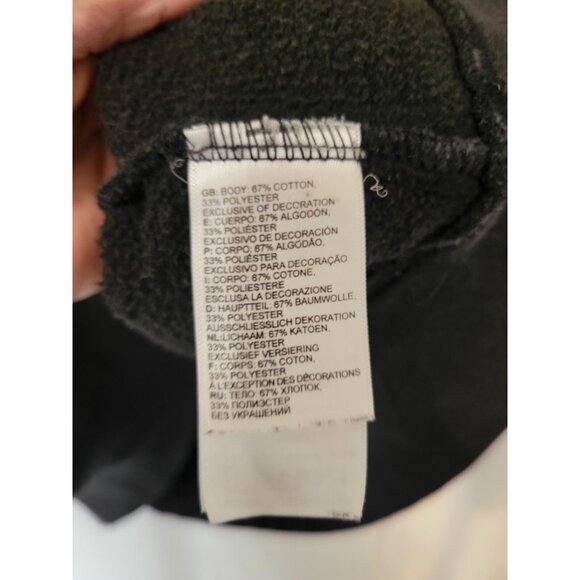 GB: BODY: 67% COTTON,
33% POLYESTER
EXCLUSIVE OF DECORATION
E: CUERPO: 67% ALGODÓN,
33% POLIÉSTER
EXCLUSIVO DE DECORACIÓN
P: CORPO: 67% ALGODÃO,
33% POLIÉSTER
EXCLUSIVO PARA DECORAÇÃO
I: CORPO: 67% COTONE,
33% POLIESTERE
ESCLUSA LA DECORAZIONE
D: HAUPTTEIL: 67% BAUMWOLLE,
33% POLYESTER
AUSSCHLIESSLICH DEKORATION
NL:LICHAAM: 67% KATOEN,
33% POLYESTER
EXCLUSIEF VERSIERING
F: CORPS: 67% COTON,
33% POLYESTER
À L'EXCEPTION DES DÉCORATIONS
RU: ТЕЛО: 67% ХЛОПОК,
33% ПОЛИЭСТЕР
БЕЗ УКРАШЕНИЙ